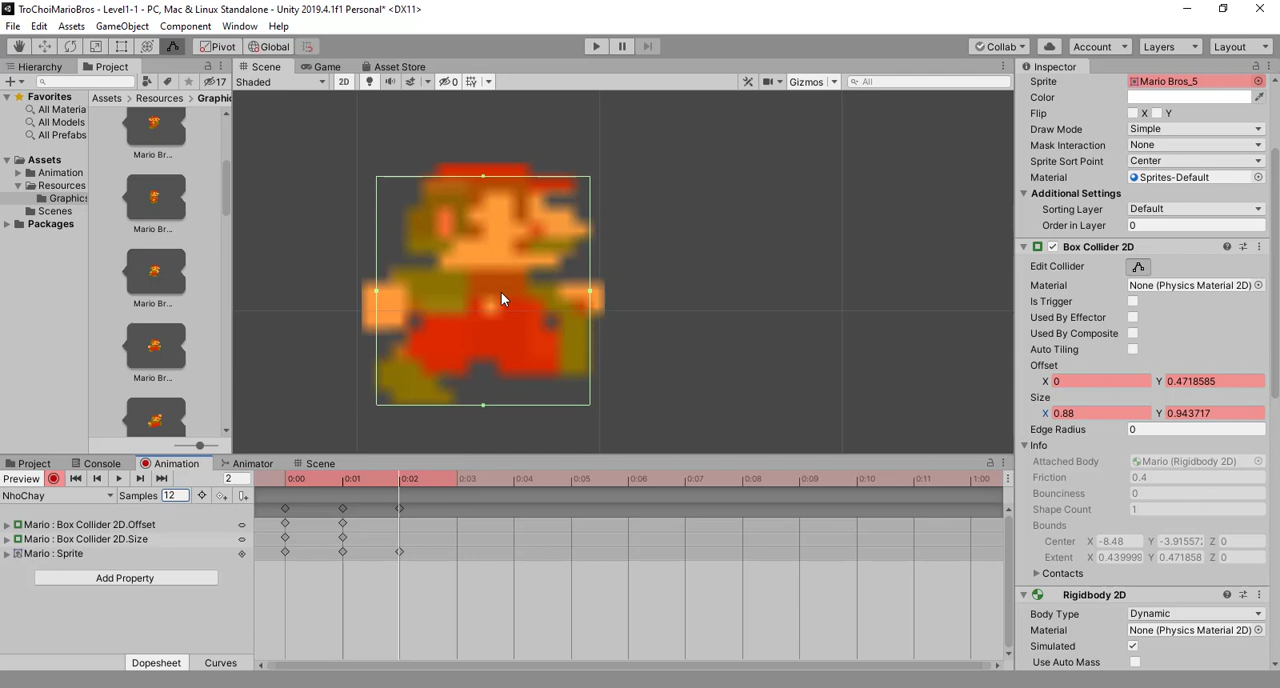 TroChoiMarioBros - Level1-1 - PC, Mac & Linux Standalone - Unity 2019.4.1f1 Personal* <DX11>
File Edit Assets GameObject Component Window Help
Pivot Global Collab Account Layers Layout
Hierarchy Project
17
Favorites
All Materia
All Models
All Prefabs
Assets
Animation
Resources
Graphics
Scenes
Packages
Assets Resources Graphic
Mario Br...
Mario Br...
Mario Br...
Mario Br...
Scene Game Asset Store
Shaded 2D 0 Gizmos All
Inspector
Sprite Mario Bros_5
Color
Flip X Y
Draw Mode Simple
Mask Interaction None
Sprite Sort Point Center
Material Sprites-Default
Additional Settings
Sorting Layer Default
Order in Layer 0
Box Collider 2D
Edit Collider
Material None (Physics Material 2D)
Is Trigger
Used By Effector
Used By Composite
Auto Tiling
Offset
X 0 Y 0.4718585
Size
X 0.88 Y 0.943717
Edge Radius 0
Info
Attached Body Mario (Rigidbody 2D)
Friction 0.4
Bounciness 0
Shape Count 1
Bounds
Center X -8.48 Y -3.91557 Z 0
Extent X 0.439999 Y 0.471858 Z 0
Contacts
Rigidbody 2D
Body Type Dynamic
Material None (Physics Material 2D)
Simulated
Use Auto Mass
Project Console Animation Animator Scene
Preview 2 0:00 0:01 0:02 0:03 0:04 0:05 0:06 0:07 0:08 0:09 0:10 0:11 1:00
NhoChay Samples 12
Mario : Box Collider 2D.Offset
Mario : Box Collider 2D.Size
Mario : Sprite
Add Property
Dopesheet Curves